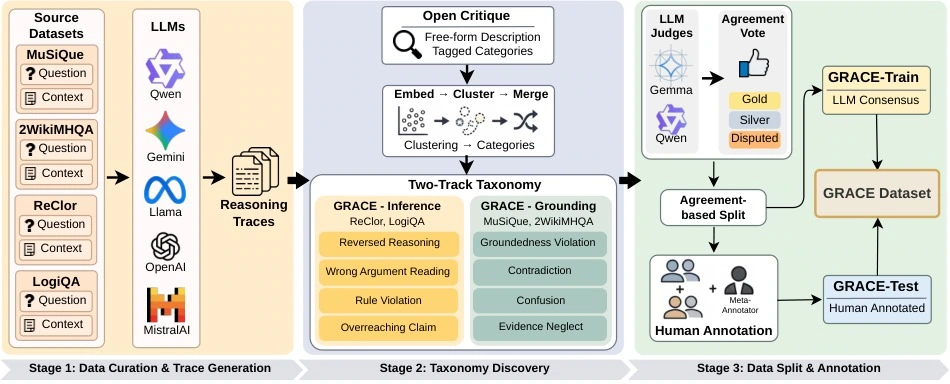 Source
Datasets
MuSiQue
? Question
Context
2WikiMHQA
? Question
Context
ReClor
? Question
Context
LogiQA
? Question
Context
LLMs
Qwen
Gemini
Llama
OpenAI
MistralAI
Reasoning
Traces
Stage 1: Data Curation & Trace Generation
Open Critique
Free-form Description
Tagged Categories
Embed → Cluster → Merge
Clustering → Categories
Two-Track Taxonomy
GRACE - Inference
ReClor, LogiQA
Reversed Reasoning
Wrong Argument Reading
Rule Violation
Overreaching Claim
GRACE - Grounding
MuSiQue, 2WikiMHQA
Groundedness Violation
Contradiction
Confusion
Evidence Neglect
Stage 2: Taxonomy Discovery
LLM
Judges
Gemma
Qwen
Agreement
Vote
Gold
Silver
Disputed
Agreement-
based Split
+
+
Meta-
Annotator
Human Annotation
GRACE-Train
LLM Consensus
GRACE Dataset
GRACE-Test
Human Annotated
Stage 3: Data Split & Annotation